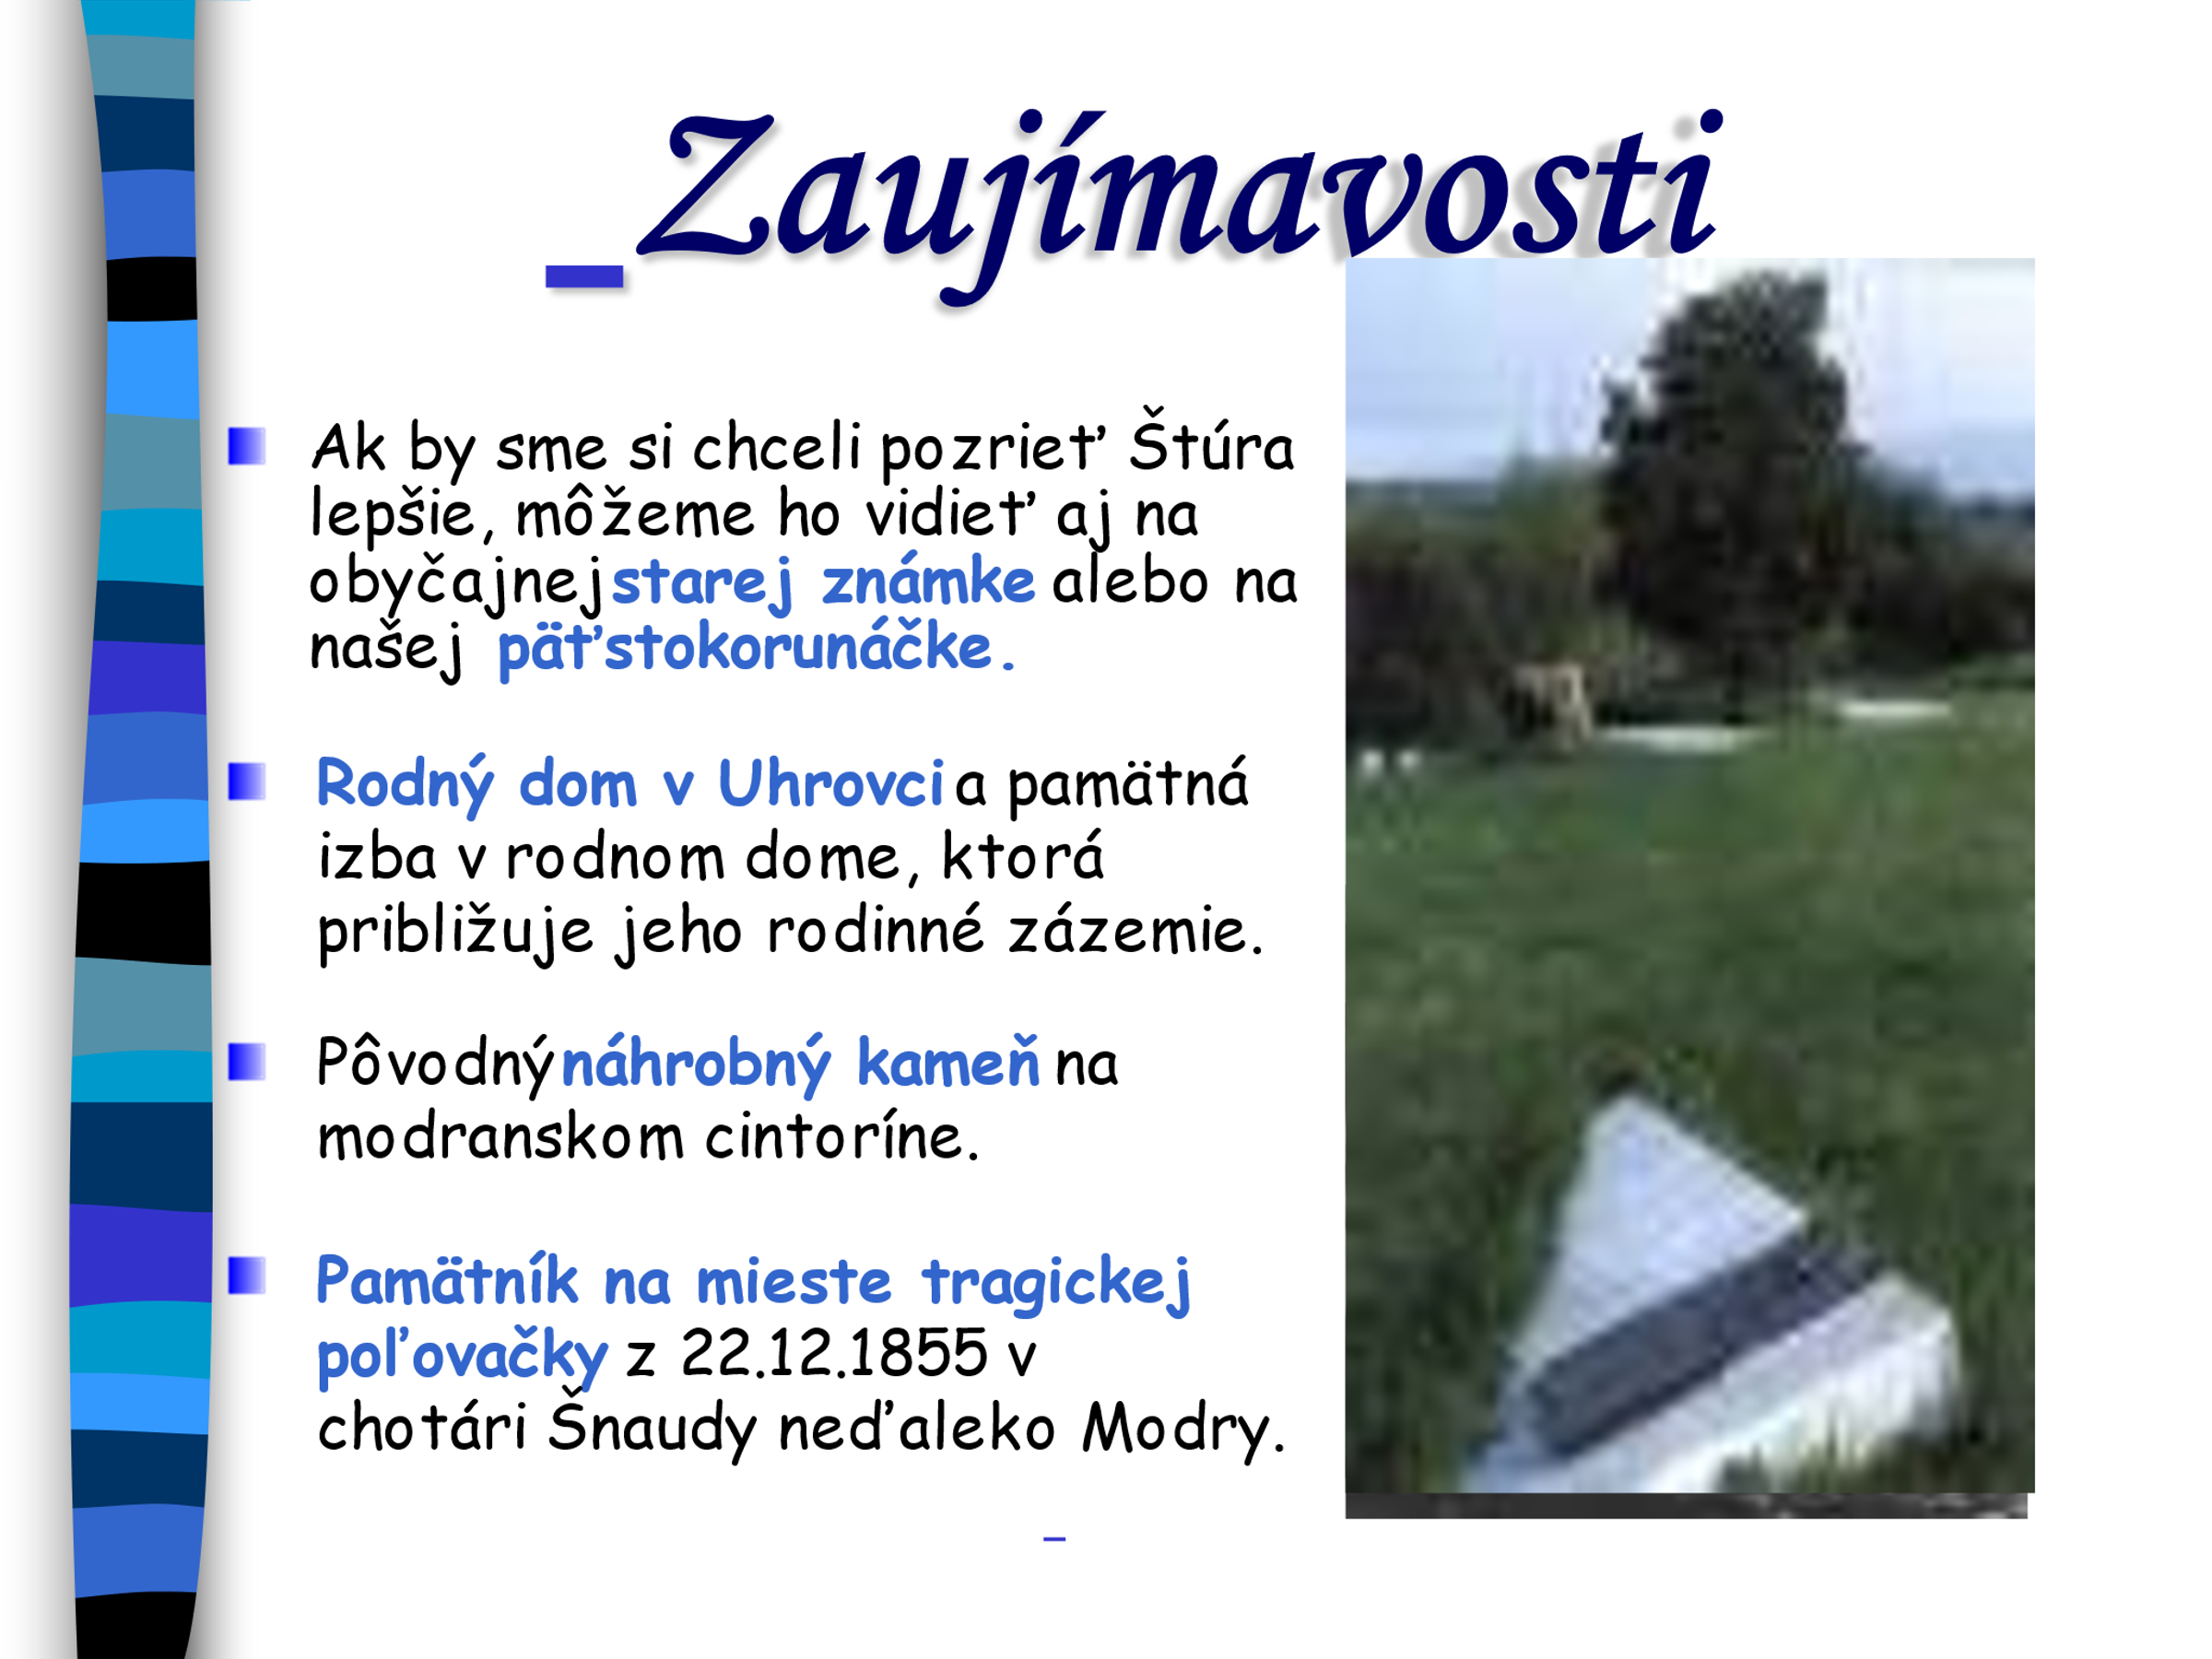 Zaujímavosti
Ak by sme si chceli pozrieť Štúra
lepšie, môžeme ho vidieť aj na
obyčajnej starej známke alebo na
našej päťstokorunáčke.
Rodný dom v Uhrovci a pamätná
izba v rodnom dome, ktorá
približuje jeho rodinné zázemie.
Pôvodný náhrobný kameň na
modranskom cintoríne.
Pamätník na mieste tragickej
poľovačky z 22.12.1855 v
chotári Šnaudy neďaleko Modry.